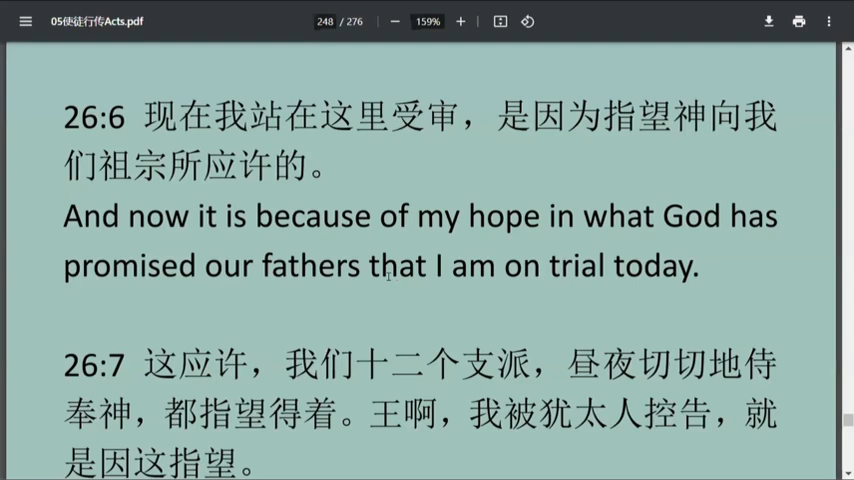 05使徒行传Acts.pdf
248 / 276
159%
26:6 现在我站在这里受审，是因为指望神向我
们祖宗所应许的。
And now it is because of my hope in what God has
promised our fathers that I am on trial today.
26:7 这应许，我们十二个支派，昼夜切切地侍
奉神，都指望得着。王啊，我被犹太人控告，就
是因这指望。